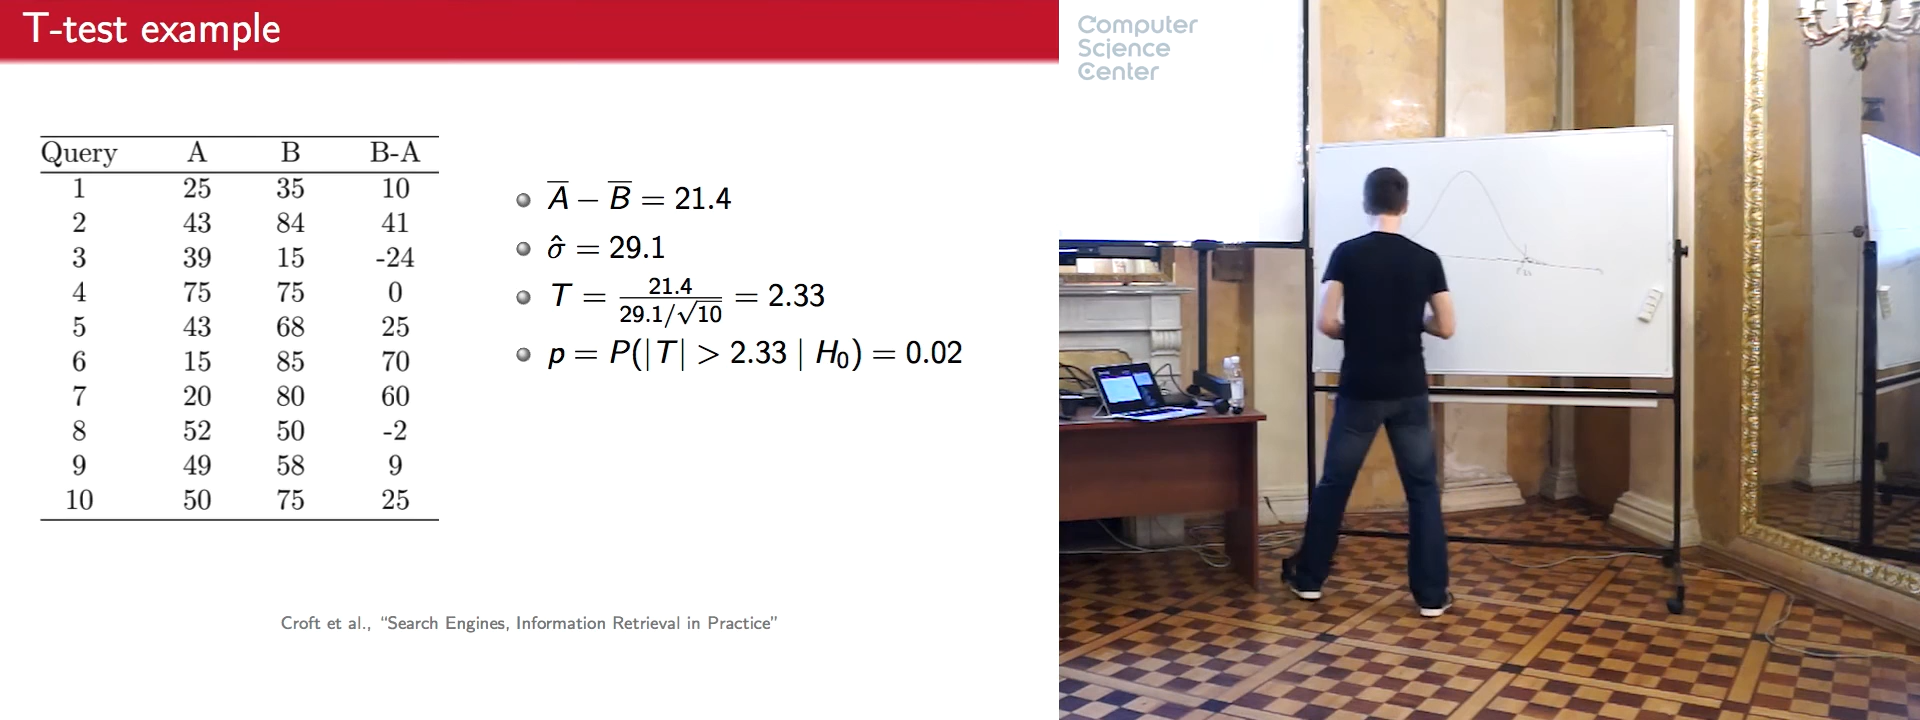 T-test example
Query A B B-A
1 25 35 10
2 43 84 41
3 39 15 -24
4 75 75 0
5 43 68 25
6 15 85 70
7 20 80 60
8 52 50 -2
9 49 58 9
10 50 75 25
A̅ − B̅ = 21.4
σ̂ = 29.1
T = 21.4 / (29.1/√10) = 2.33
p = P(|T| > 2.33 | H₀) = 0.02
Croft et al., “Search Engines, Information Retrieval in Practice”
Computer
Science
Center